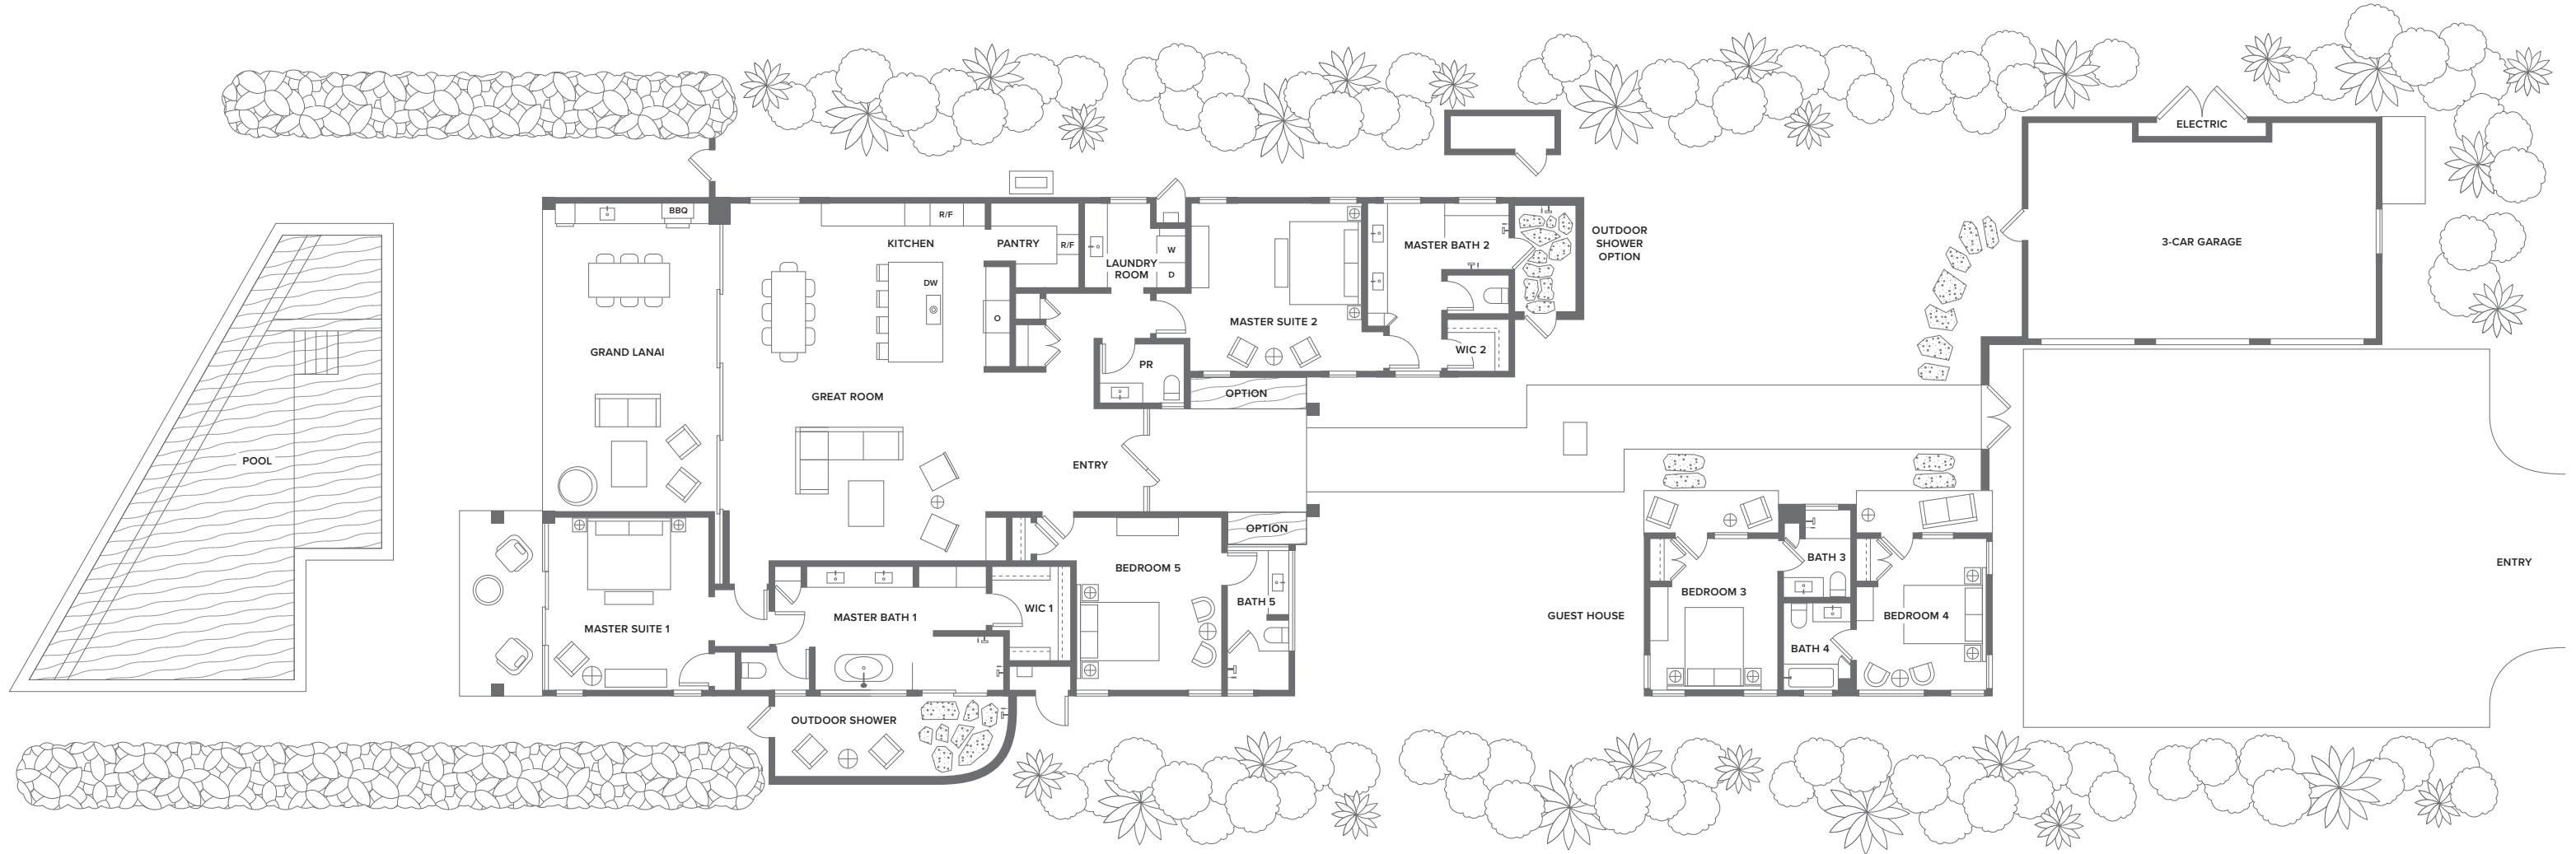 ELECTRIC
BBQ
R/F
KITCHEN
PANTRY
R/F
W
D
LAUNDRY
ROOM
MASTER BATH 2
OUTDOOR
SHOWER
OPTION
3-CAR GARAGE
DW
O
MASTER SUITE 2
GRAND LANAI
WIC 2
PR
GREAT ROOM
OPTION
POOL
ENTRY
OPTION
BATH 3
ENTRY
BEDROOM 5
BEDROOM 3
BATH 5
WIC 1
MASTER BATH 1
GUEST HOUSE
BEDROOM 4
MASTER SUITE 1
BATH 4
OUTDOOR SHOWER